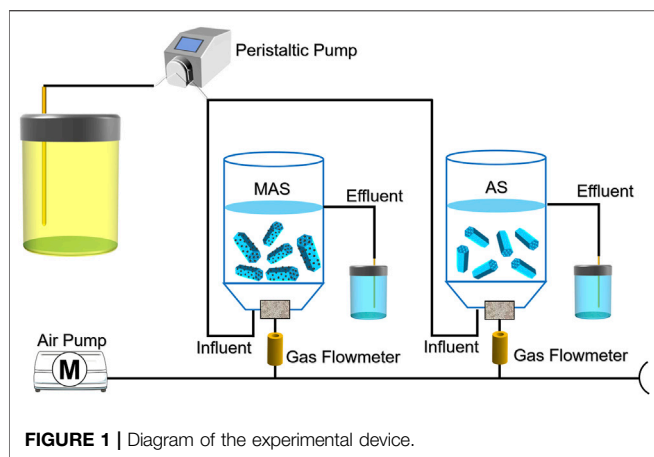 Peristaltic Pump
MAS
Effluent
AS
Effluent
Air Pump
M
Influent
Gas Flowmeter
Influent
Gas Flowmeter
FIGURE 1 | Diagram of the experimental device.